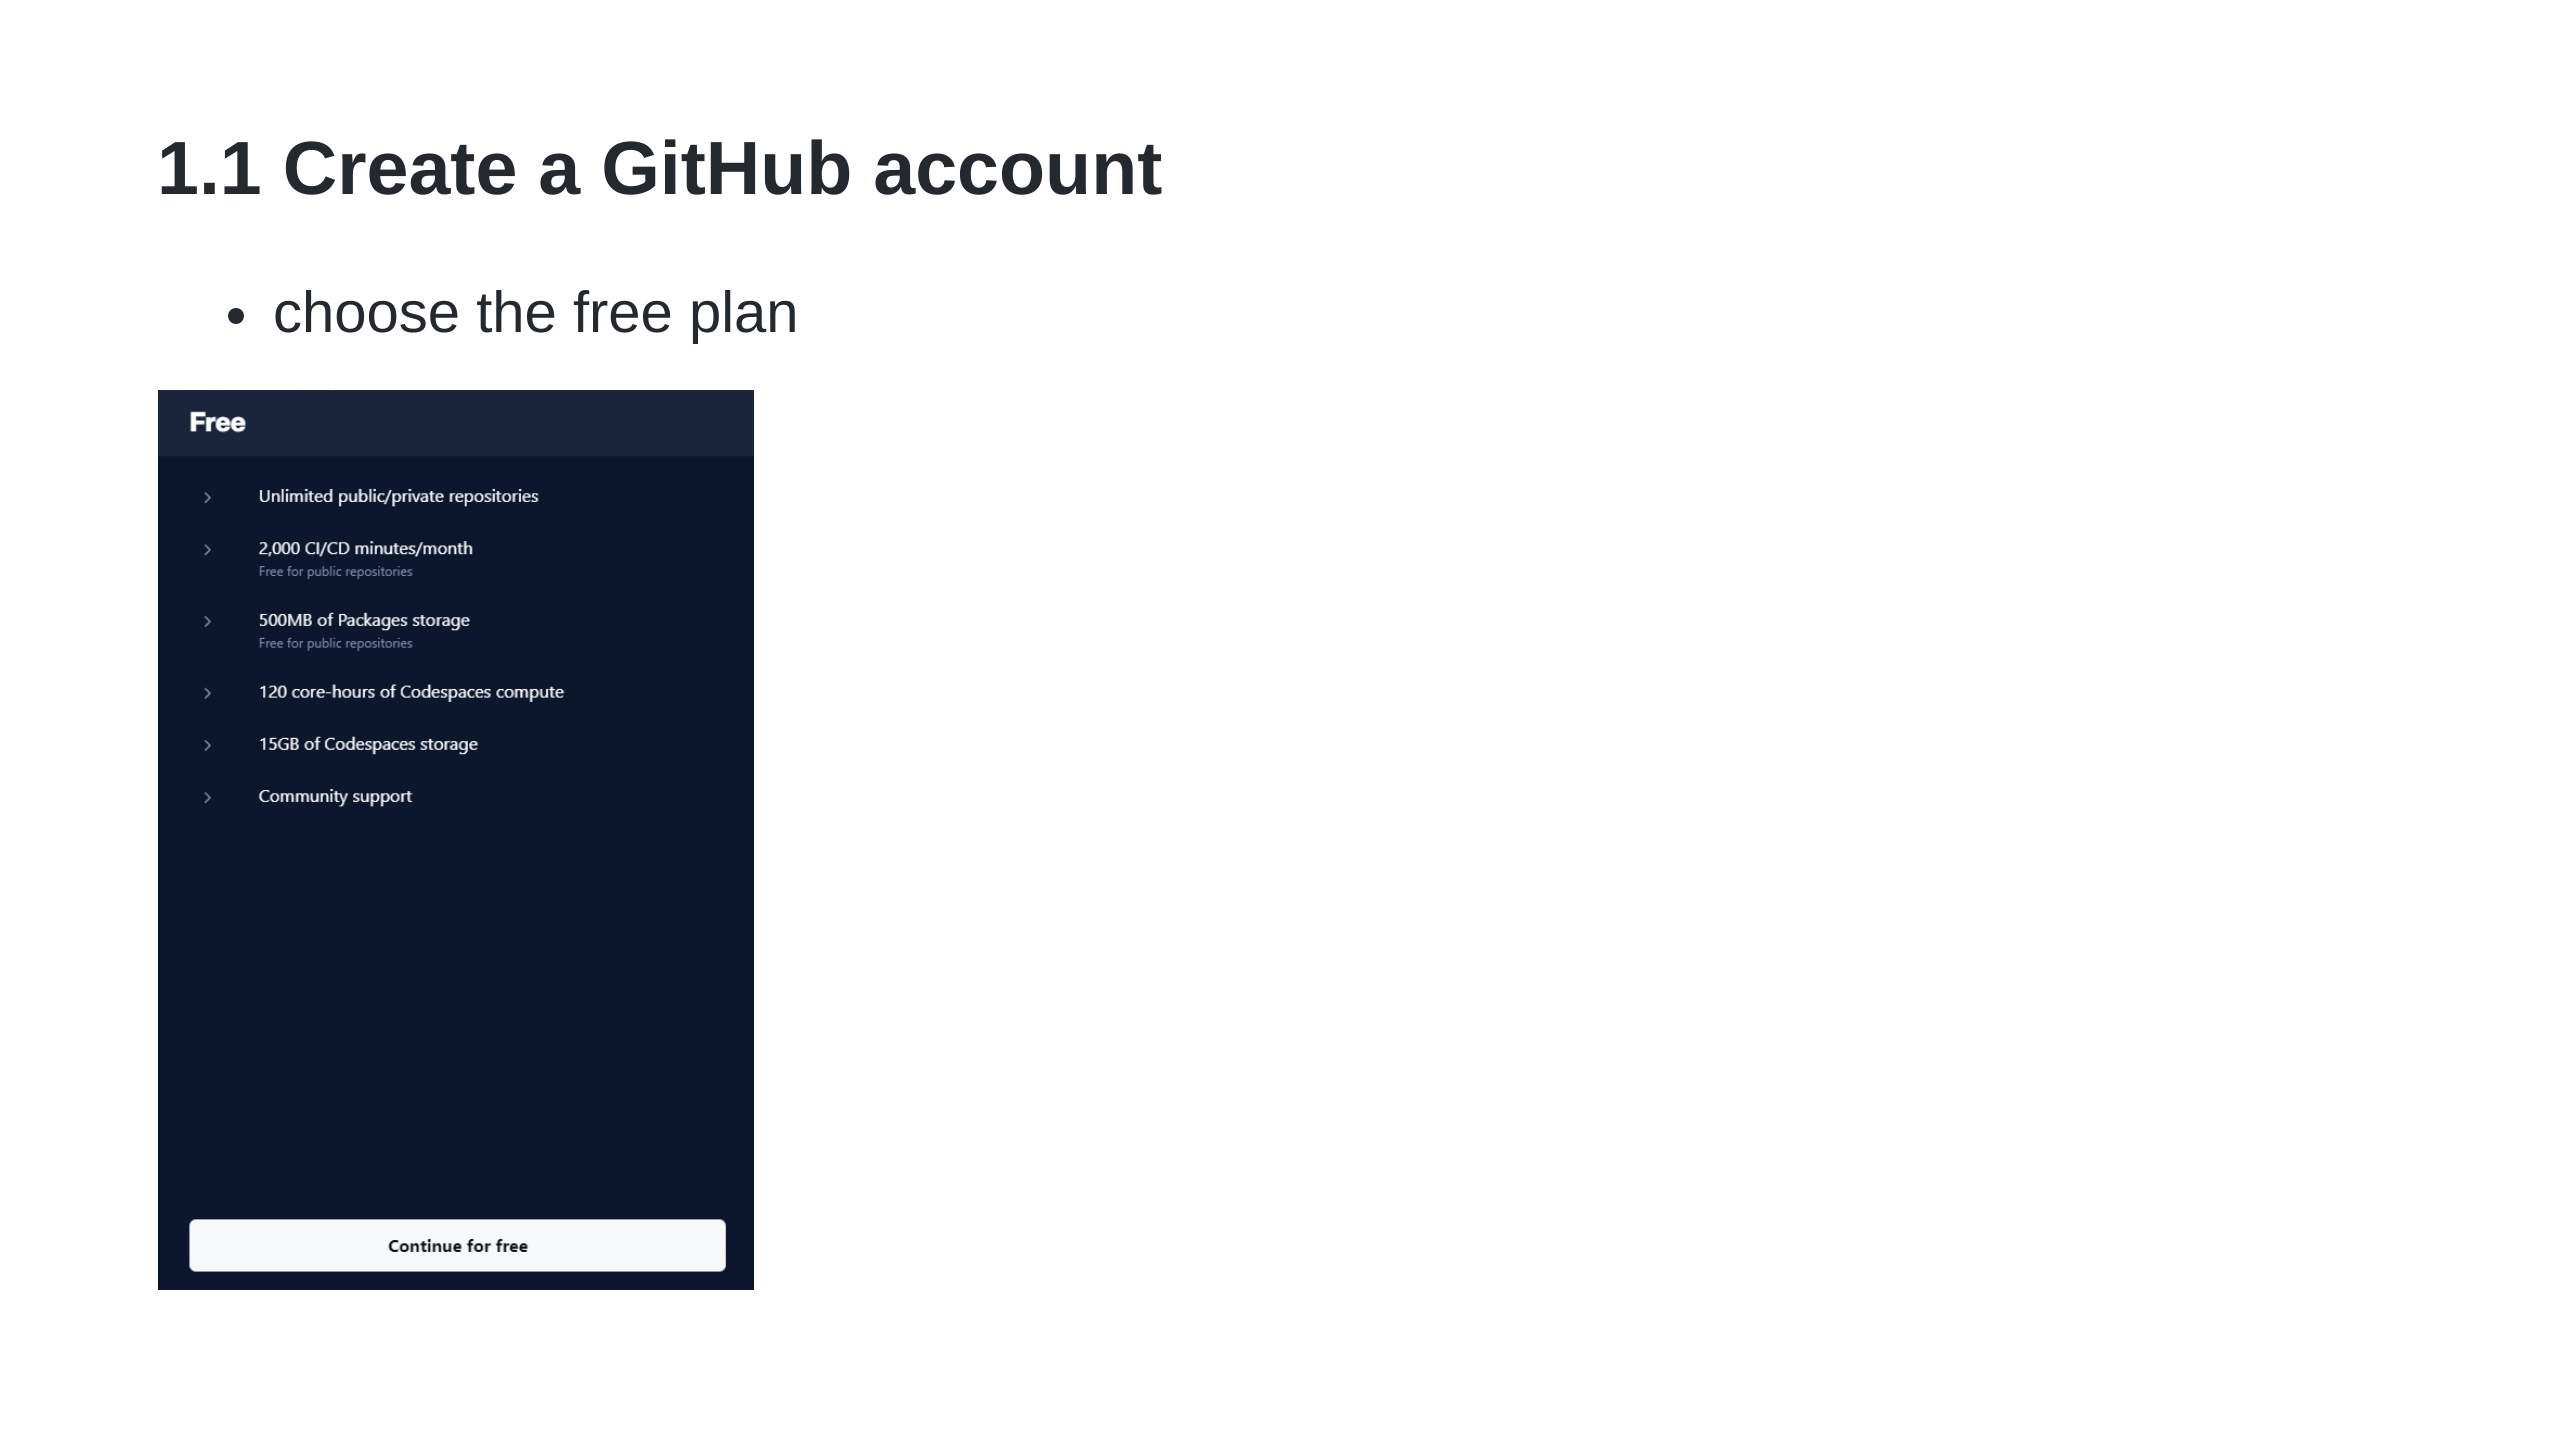 1.1 Create a GitHub account
• choose the free plan
Free
Unlimited public/private repositories
2,000 CI/CD minutes/month
Free for public repositories
500MB of Packages storage
Free for public repositories
120 core-hours of Codespaces compute
15GB of Codespaces storage
Community support
Continue for free